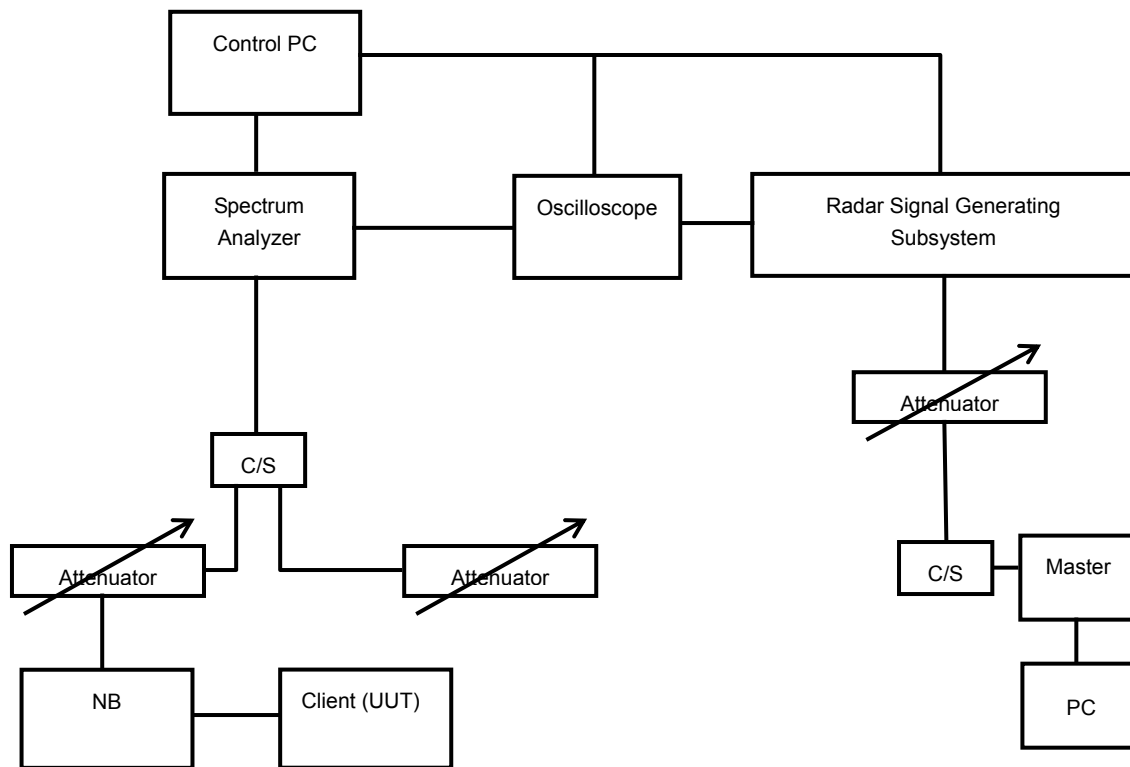 Control PC
Spectrum
Analyzer
Oscilloscope
Radar Signal Generating
Subsystem
Attenuator
C/S
Attenuator
Attenuator
C/S
Master
NB
Client (UUT)
PC